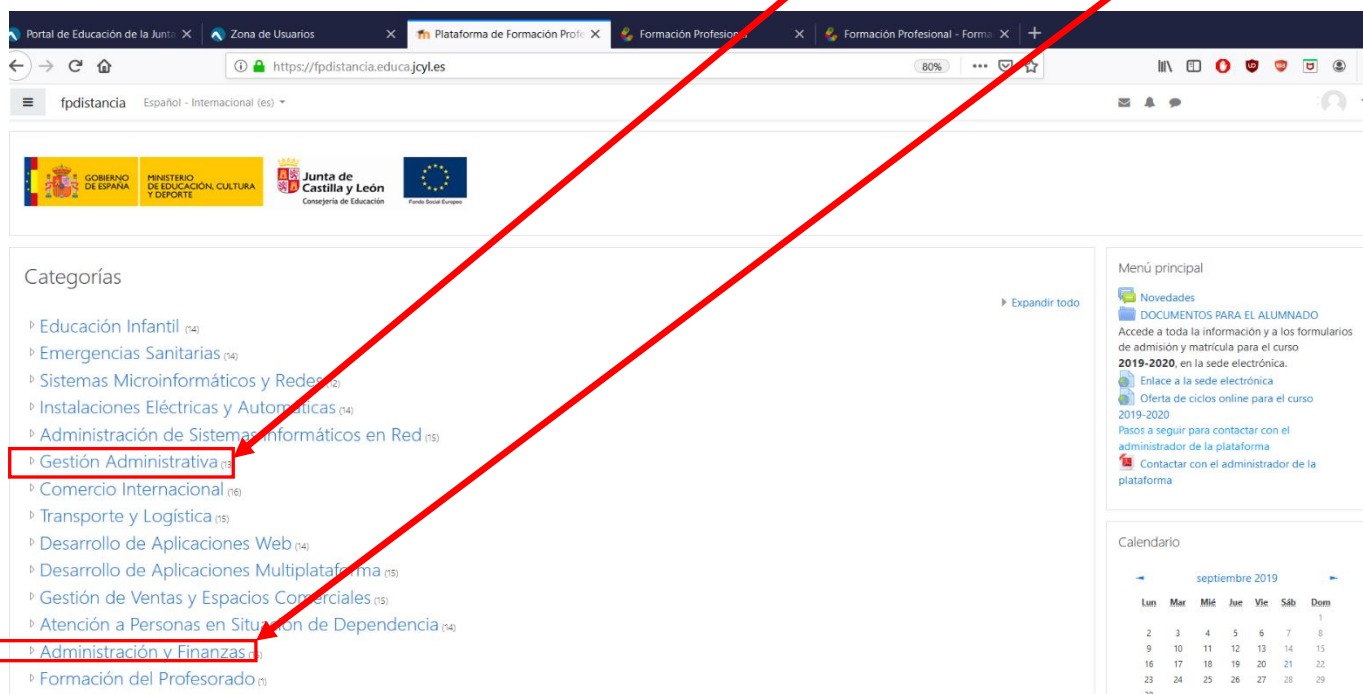 Portal de Educación de la Junta
Zona de Usuarios
Plataforma de Formación Profe
Formación Profesional
Formación Profesional - Forma
https://fpdistancia.educa.jcyl.es
80%
fpdistancia Español - Internacional (es)
GOBIERNO DE ESPAÑA
MINISTERIO DE EDUCACIÓN, CULTURA Y DEPORTE
Junta de Castilla y León
Consejería de Educación
Fondo Social Europeo
Categorías
Expandir todo
Educación Infantil (14)
Emergencias Sanitarias (14)
Sistemas Microinformáticos y Redes
Instalaciones Eléctricas y Automáticas (14)
Administración de Sistemas Informáticos en Red (15)
Gestión Administrativa
Comercio Internacional (16)
Transporte y Logística (15)
Desarrollo de Aplicaciones Web (14)
Desarrollo de Aplicaciones Multiplataforma (15)
Gestión de Ventas y Espacios Comerciales (15)
Atención a Personas en Situación de Dependencia (14)
Administración y Finanzas
Formación del Profesorado (1)
Menú principal
Novedades
DOCUMENTOS PARA EL ALUMNADO
Accede a toda la información y a los formularios
de admisión y matrícula para el curso
2019-2020, en la sede electrónica.
Enlace a la sede electrónica
Oferta de ciclos online para el curso
2019-2020
Pasos a seguir para contactar con el
administrador de la plataforma
Contactar con el administrador de la
plataforma
Calendario
septiembre 2019
Lun Mar Mié Jue Vie Sáb Dom
1
2 3 4 5 6 7 8
9 10 11 12 13 14 15
16 17 18 19 20 21 22
23 24 25 26 27 28 29